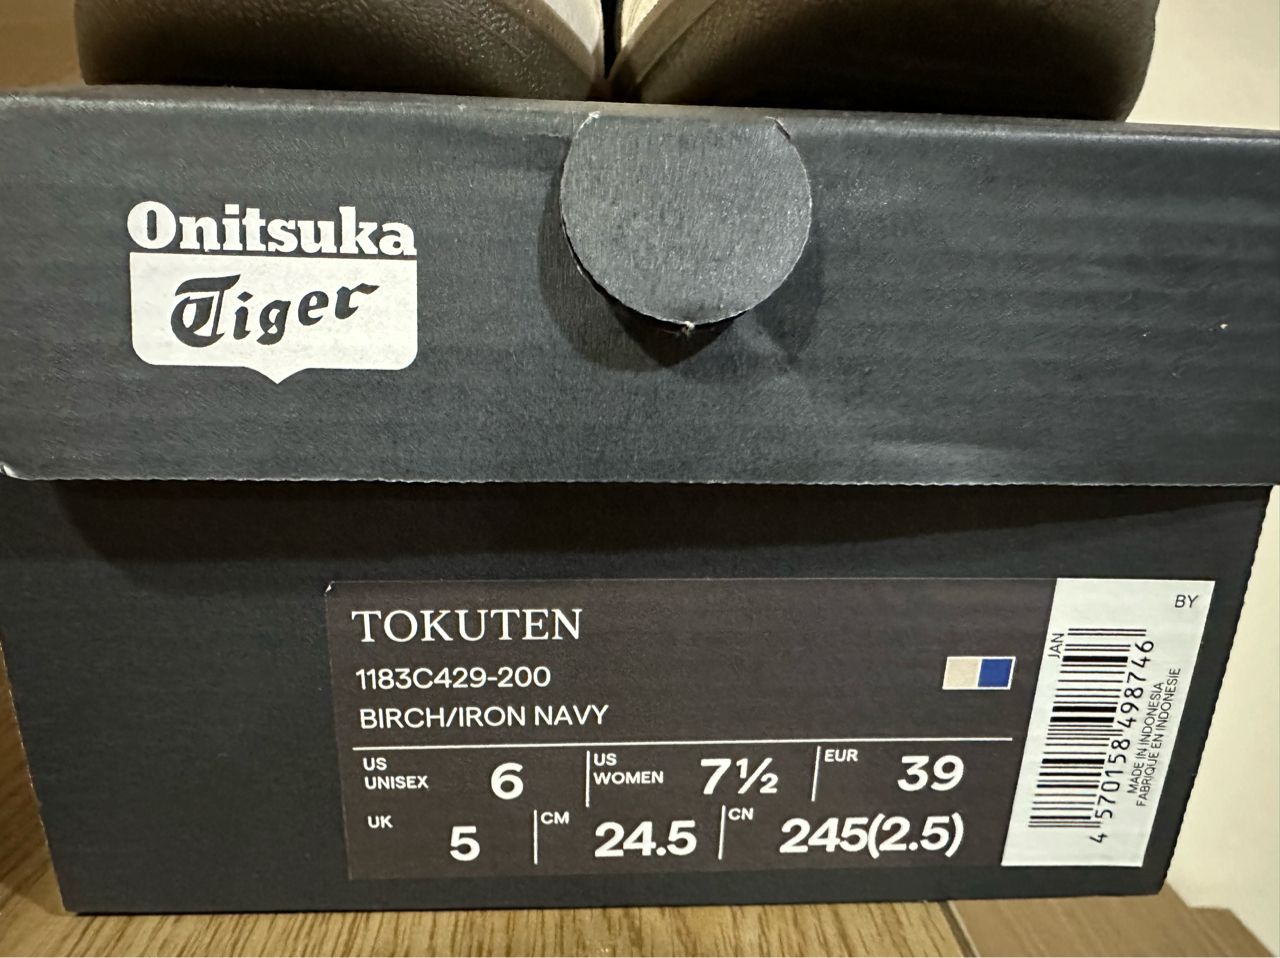 Onitsuka
Tiger
TOKUTEN
1183C429-200
BIRCH/IRON NAVY
US UNISEX 6
US WOMEN 7½
EUR 39
UK 5
CM 24.5
CN 245(2.5)
BY
JAN
4 570158 498746
MADE IN INDONESIA
FABRIQUE EN INDONESIE